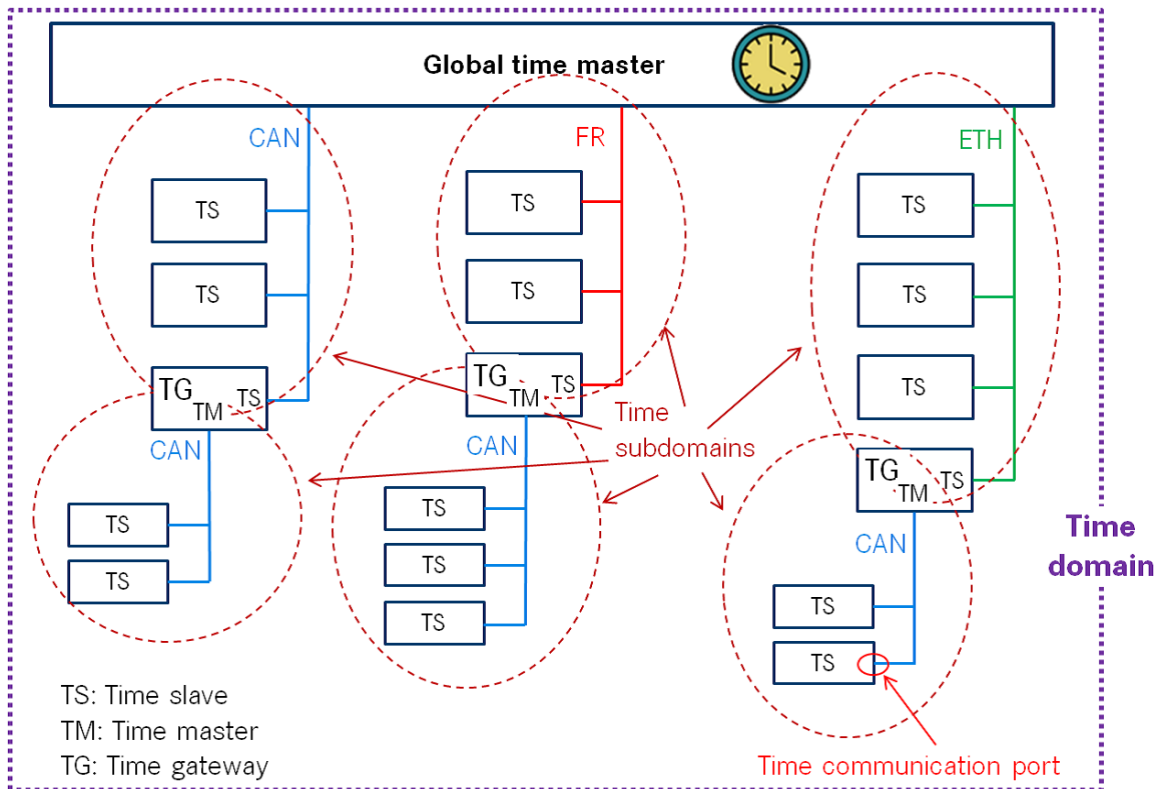 Global time master
CAN
FR
ETH
TS
TS
TS
TS
TS
TS
TS
TG
TM
TS
TG
TM
TS
Time
subdomains
CAN
CAN
TG
TM
TS
TS
TS
TS
TS
TS
CAN
Time
domain
TS
TS
TS: Time slave
TM: Time master
TG: Time gateway
Time communication port